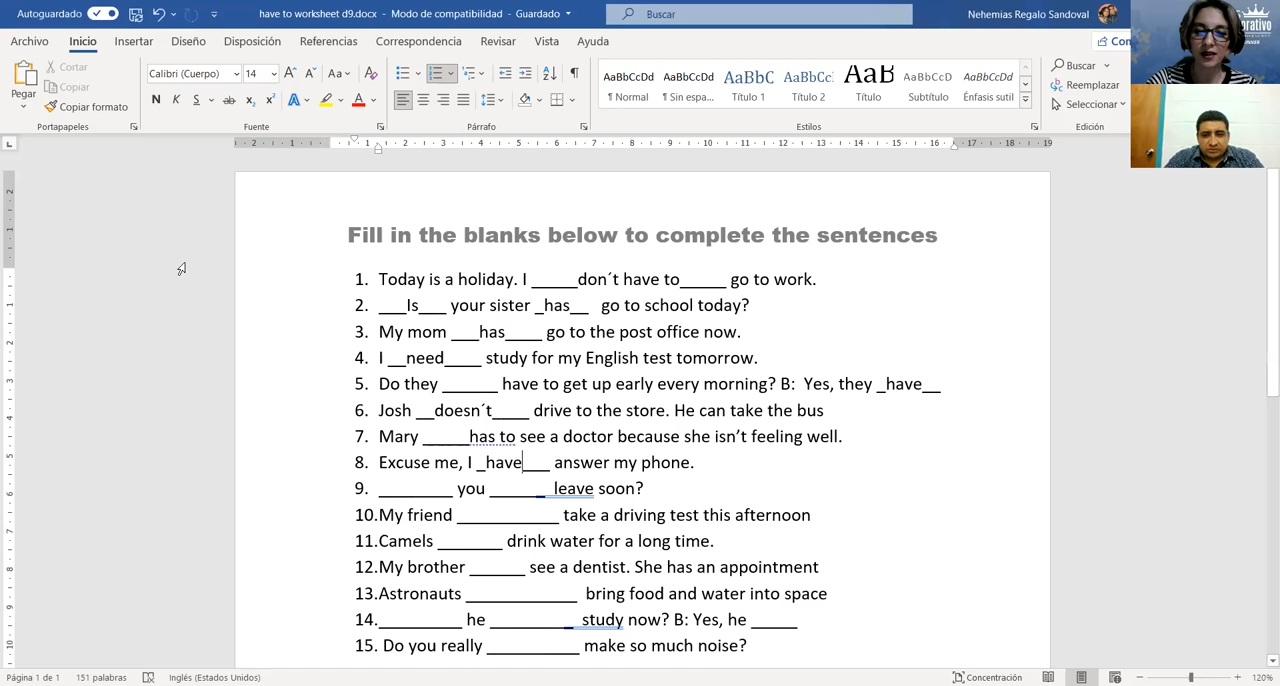 Autoguardado have to worksheet d9.docx - Modo de compatibilidad - Guardado Buscar Nehemias Regalo Sandoval
Archivo Inicio Insertar Diseño Disposición Referencias Correspondencia Revisar Vista Ayuda
Pegar Cortar Copiar Copiar formato
Calibri (Cuerpo) 14
AaBbCcDd AaBbCcDd AaBbC AaBbCc AaB AaBbCcD AaBbCcDd
¶ Normal ¶ Sin espa... Título 1 Título 2 Título Subtítulo Énfasis sutil
Buscar Reemplazar Seleccionar
Portapapeles Fuente Párrafo Estilos Edición
Fill in the blanks below to complete the sentences
1. Today is a holiday. I _____don´t have to_____ go to work.
2. ___Is___ your sister _has__ go to school today?
3. My mom ___has____ go to the post office now.
4. I __need____ study for my English test tomorrow.
5. Do they ______ have to get up early every morning? B: Yes, they _have__
6. Josh __doesn´t____ drive to the store. He can take the bus
7. Mary _____has to see a doctor because she isn’t feeling well.
8. Excuse me, I _have___ answer my phone.
9. ________ you ______ leave soon?
10.My friend ___________ take a driving test this afternoon
11.Camels _______ drink water for a long time.
12.My brother ______ see a dentist. She has an appointment
13.Astronauts ____________ bring food and water into space
14._________ he _________ study now? B: Yes, he _____
15. Do you really __________ make so much noise?
Página 1 de 1 151 palabras Inglés (Estados Unidos) Concentración 120%